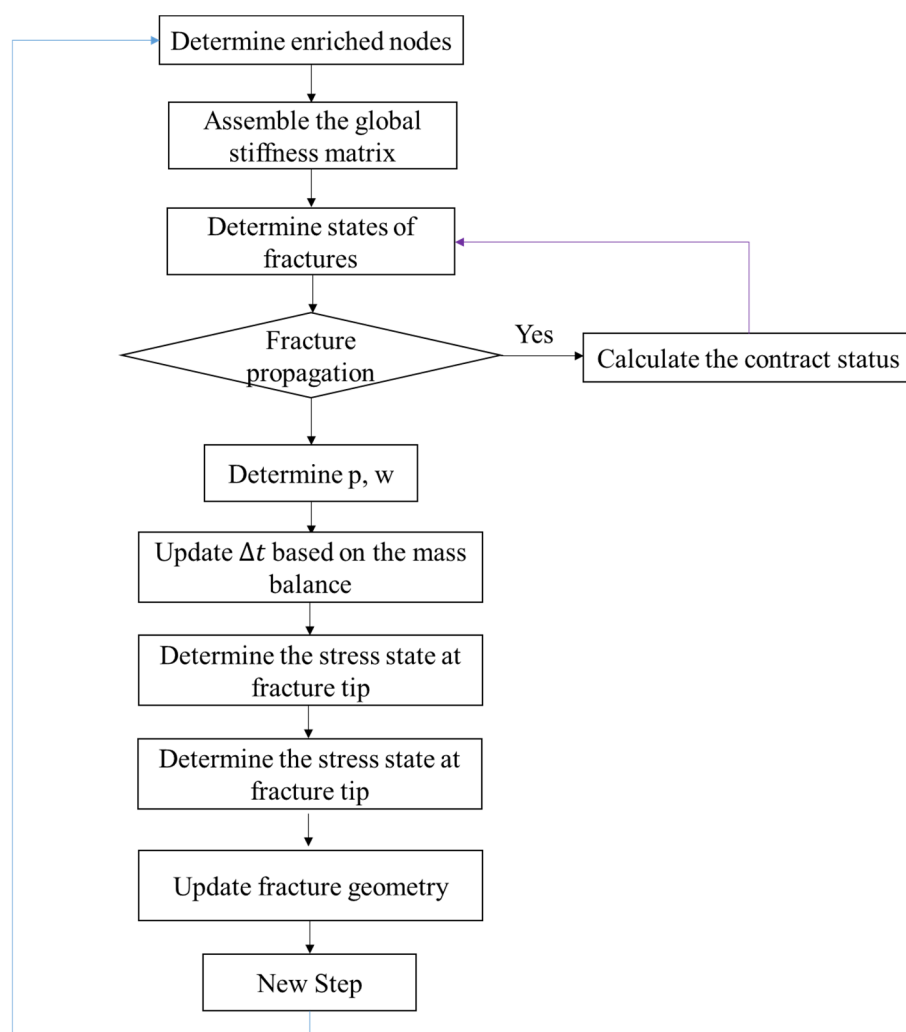 Determine enriched nodes
Assemble the global
stiffness matrix
Determine states of
fractures
Fracture
propagation
Yes
Calculate the contract status
Determine p, w
Update Δt based on the mass
balance
Determine the stress state at
fracture tip
Determine the stress state at
fracture tip
Update fracture geometry
New Step